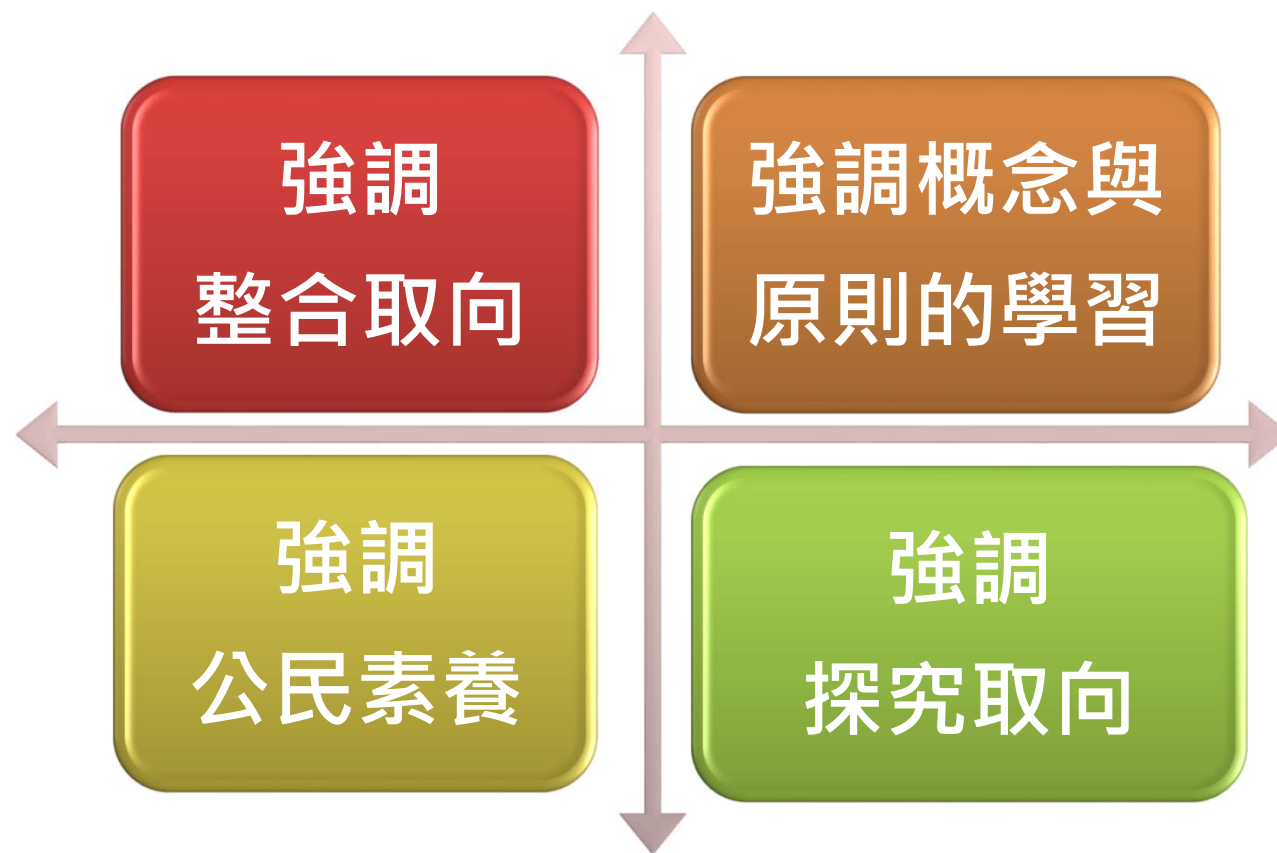 強調
整合取向
強調概念與
原則的學習
強調
公民素養
強調
探究取向